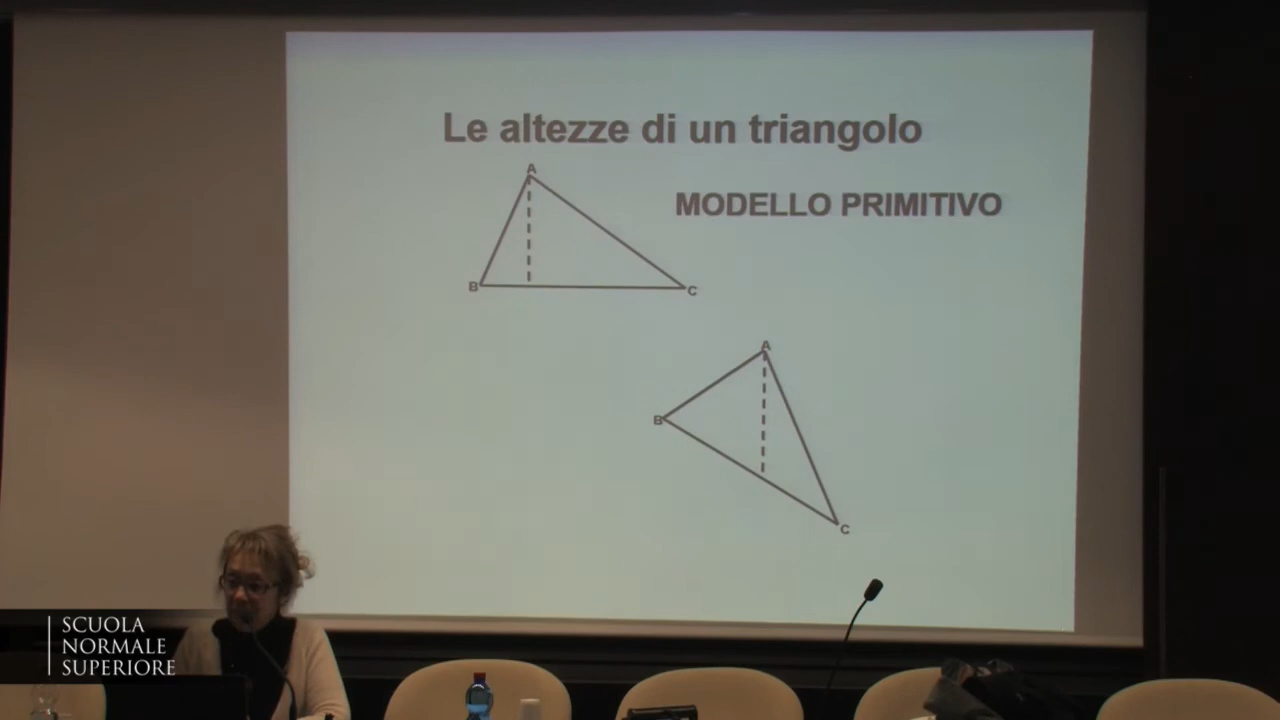 Le altezze di un triangolo
A
MODELLO PRIMITIVO
B
C
A
B
C
SCUOLA
NORMALE
SUPERIORE